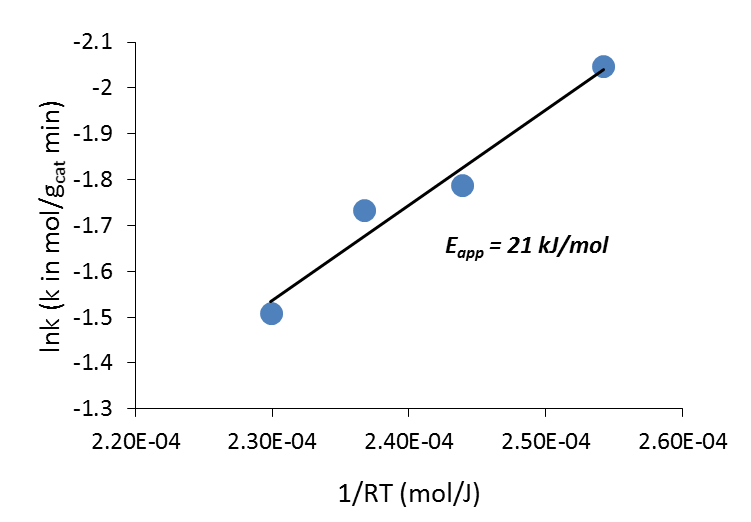 -2.1
-2
-1.9
-1.8
-1.7
-1.6
-1.5
-1.4
-1.3
lnk (k in mol/gcat min)
Eapp = 21 kJ/mol
2.20E-04 2.30E-04 2.40E-04 2.50E-04 2.60E-04
1/RT (mol/J)